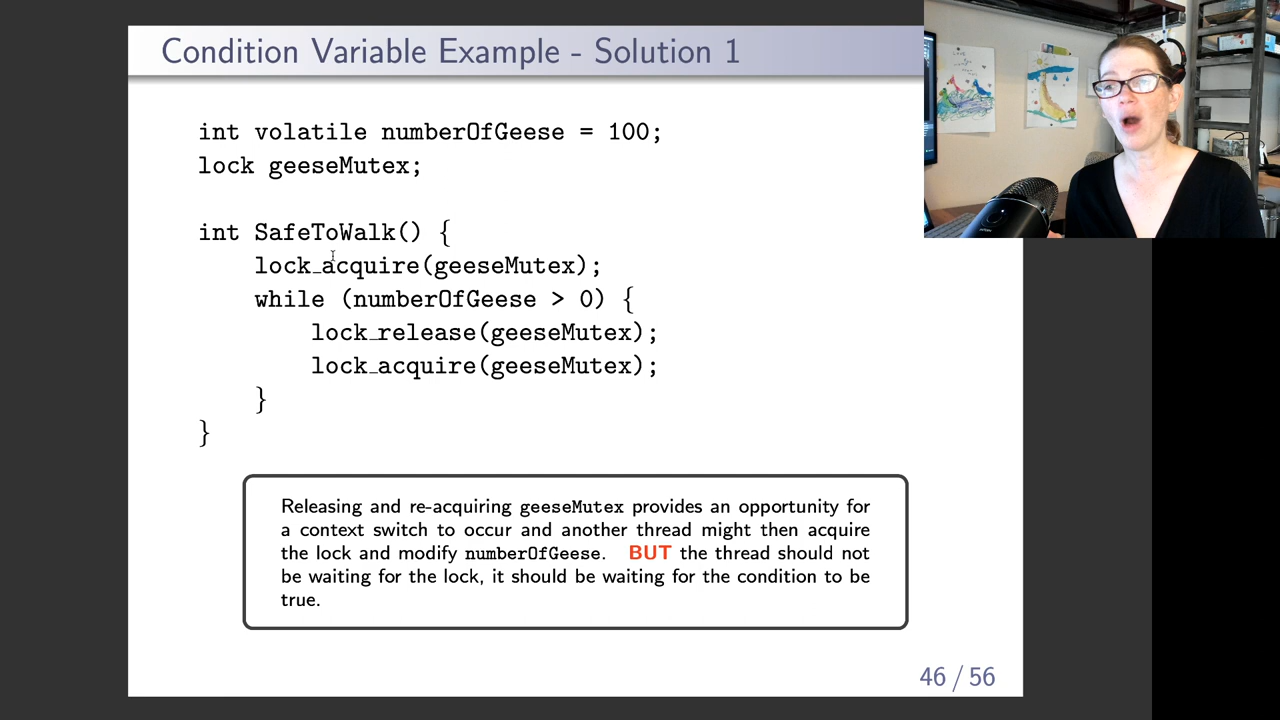 Condition Variable Example - Solution 1
int volatile numberOfGeese = 100;
lock geeseMutex;
int SafeToWalk() {
lock_acquire(geeseMutex);
while (numberOfGeese > 0) {
lock_release(geeseMutex);
lock_acquire(geeseMutex);
}
}
Releasing and re-acquiring geeseMutex provides an opportunity for
a context switch to occur and another thread might then acquire
the lock and modify numberOfGeese. BUT the thread should not
be waiting for the lock, it should be waiting for the condition to be
true.
46 / 56